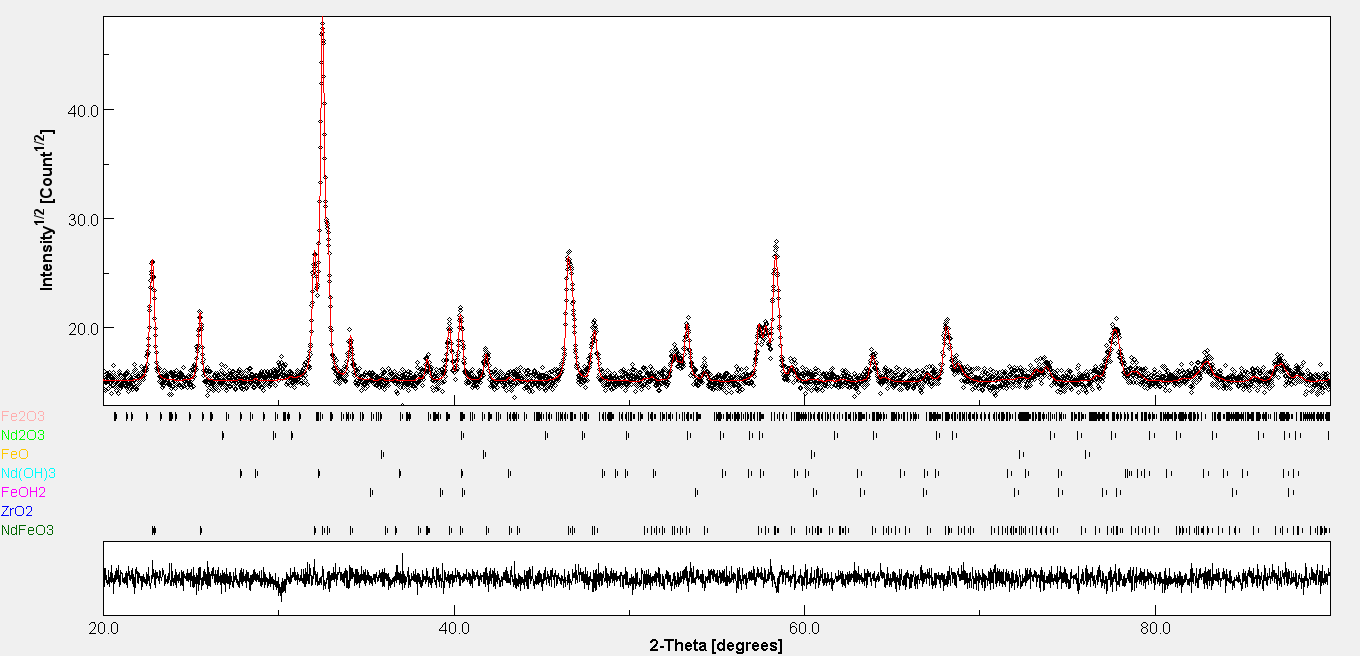 Intensity1/2 [Count1/2]
40.0
30.0
20.0
Fe2O3
Nd2O3
FeO
Nd(OH)3
FeOH2
ZrO2
NdFeO3
20.0 40.0 60.0 80.0
2-Theta [degrees]